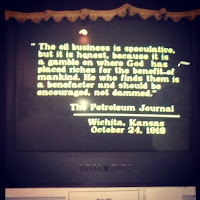 " The oil business is speculative,
but it is honest, because it is
a gamble on where God has
placed riches for the benefit of
mankind. He who finds them is
a benefactor and should be
encouraged, not damned."
The Petroleum Journal
Wichita, Kansas
October 24, 1918